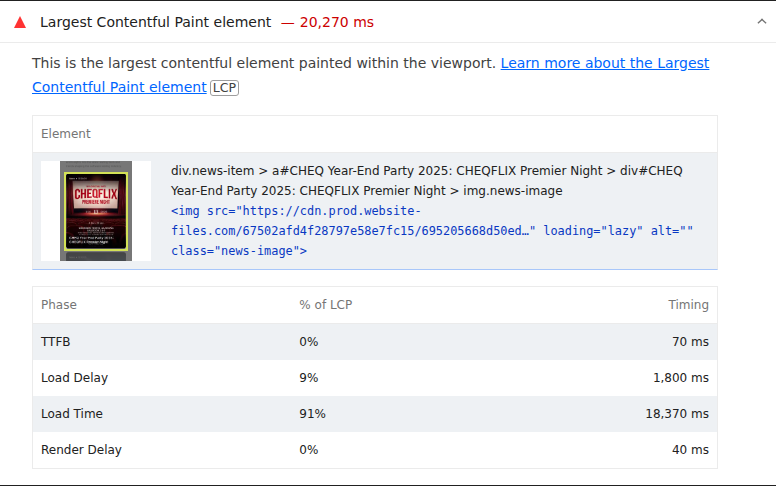 Largest Contentful Paint element — 20,270 ms
This is the largest contentful element painted within the viewport. Learn more about the Largest
Contentful Paint element LCP
Element
div.news-item > a#CHEQ Year-End Party 2025: CHEQFLIX Premier Night > div#CHEQ
Year-End Party 2025: CHEQFLIX Premier Night > img.news-image
<img src="https://cdn.prod.website-
files.com/67502afd4f28797e58e7fc15/695205668d50ed…" loading="lazy" alt=""
class="news-image">
CHEQFLIX
PREMIERE NIGHT
Phase % of LCP Timing
TTFB 0% 70 ms
Load Delay 9% 1,800 ms
Load Time 91% 18,370 ms
Render Delay 0% 40 ms